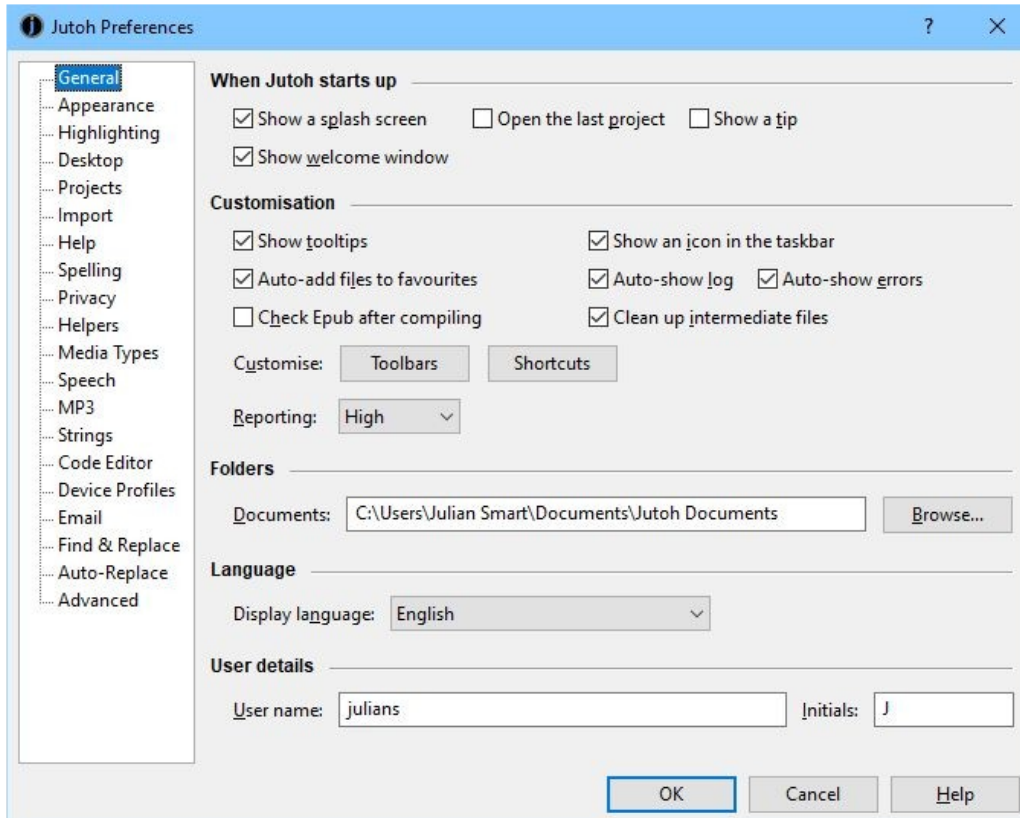 Jutoh Preferences
General
Appearance
Highlighting
Desktop
Projects
Import
Help
Spelling
Privacy
Helpers
Media Types
Speech
MP3
Strings
Code Editor
Device Profiles
Email
Find & Replace
Auto-Replace
Advanced
When Jutoh starts up
Show a splash screen Open the last project Show a tip
Show welcome window
Customisation
Show tooltips Show an icon in the taskbar
Auto-add files to favourites Auto-show log Auto-show errors
Check Epub after compiling Clean up intermediate files
Customise: Toolbars Shortcuts
Reporting: High
Folders
Documents: C:\Users\Julian Smart\Documents\Jutoh Documents Browse...
Language
Display language: English
User details
User name: julians Initials: J
OK Cancel Help